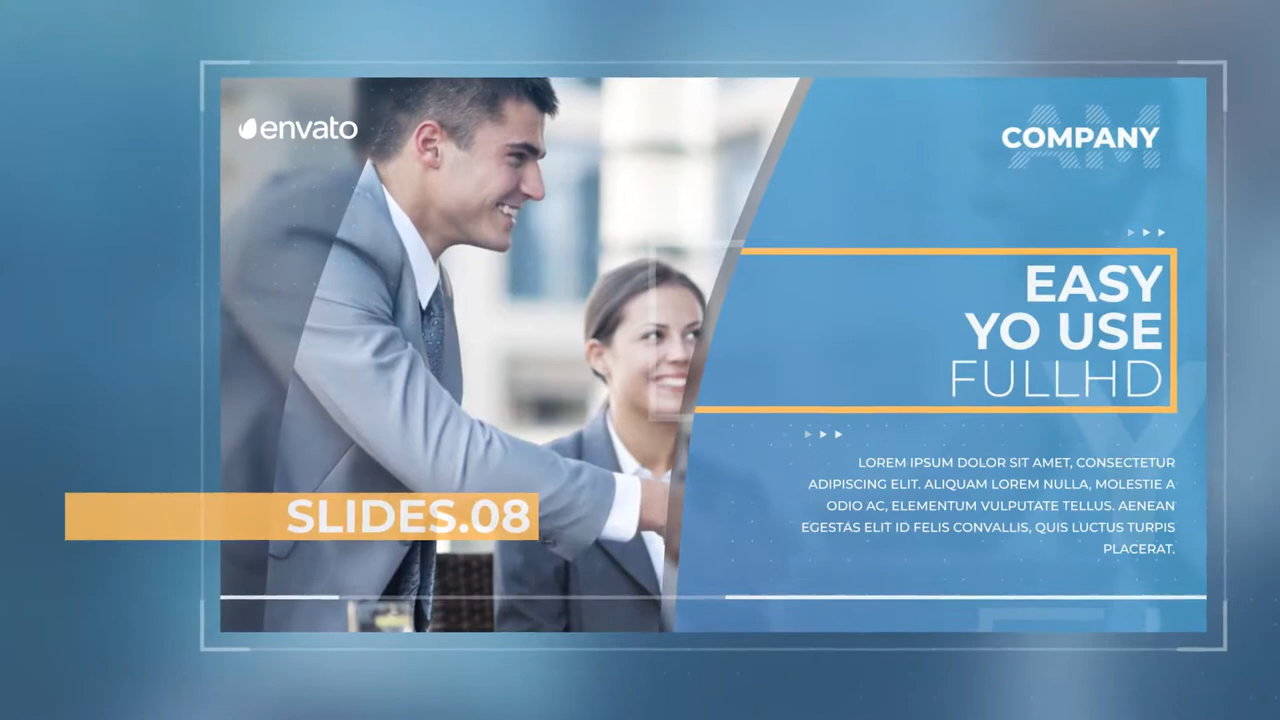 envato
AM
COMPANY
EASY
YO USE
FULLHD
LOREM IPSUM DOLOR SIT AMET, CONSECTETUR
ADIPISCING ELIT. ALIQUAM LOREM NULLA, MOLESTIE A
ODIO AC, ELEMENTUM VULPUTATE TELLUS. AENEAN
EGESTAS ELIT ID FELIS CONVALLIS, QUIS LUCTUS TURPIS
PLACERAT.
SLIDES.08